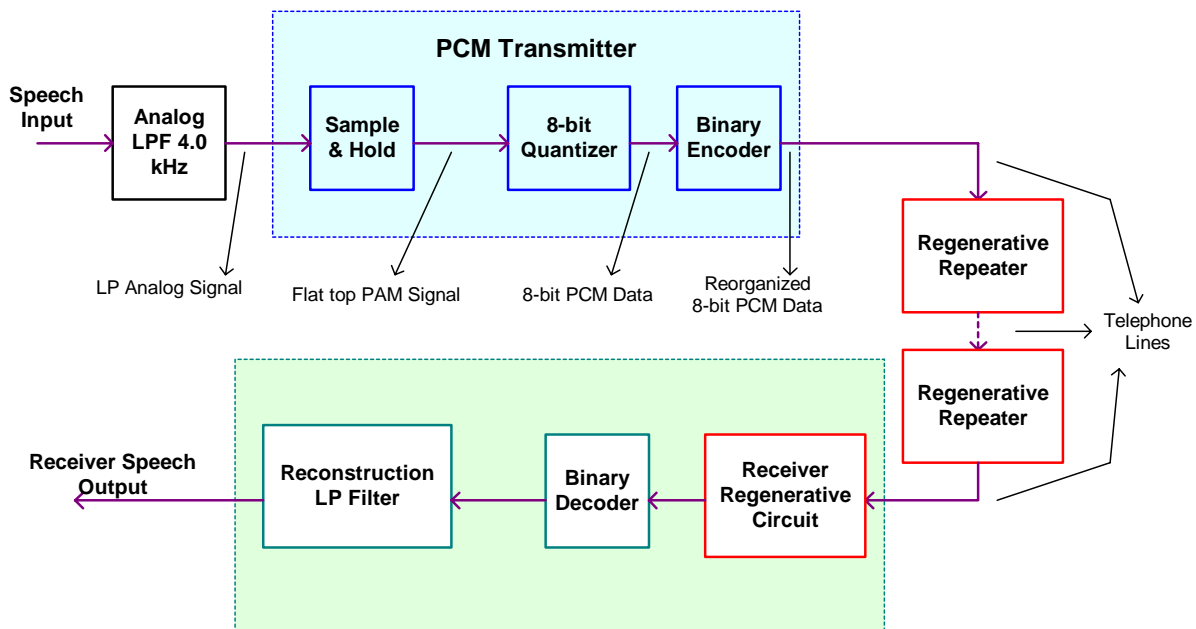 PCM Transmitter
Speech
Input
Analog
LPF 4.0
kHz
Sample
& Hold
8-bit
Quantizer
Binary
Encoder
LP Analog Signal
Flat top PAM Signal
8-bit PCM Data
Reorganized
8-bit PCM Data
Regenerative
Repeater
Telephone
Lines
Regenerative
Repeater
Receiver Speech
Output
Reconstruction
LP Filter
Binary
Decoder
Receiver
Regenerative
Circuit